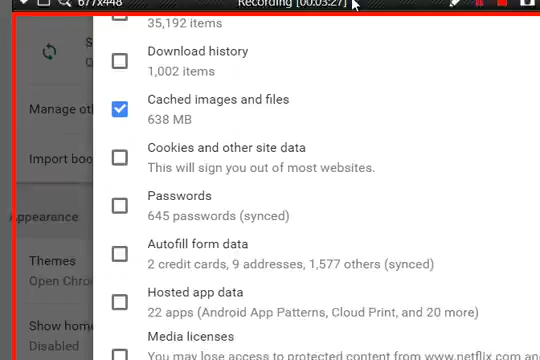 677x448
Recording [00:03:27]
35,192 items
Download history
1,002 items
Manage ot
Cached images and files
638 MB
Import boo
Cookies and other site data
This will sign you out of most websites.
Appearance
Passwords
645 passwords (synced)
Themes
Open Chro
Autofill form data
2 credit cards, 9 addresses, 1,577 others (synced)
Show hom
Disabled
Hosted app data
22 apps (Android App Patterns, Cloud Print, and 20 more)
Media licenses
You may lose access to protected content from www.netflix.com and